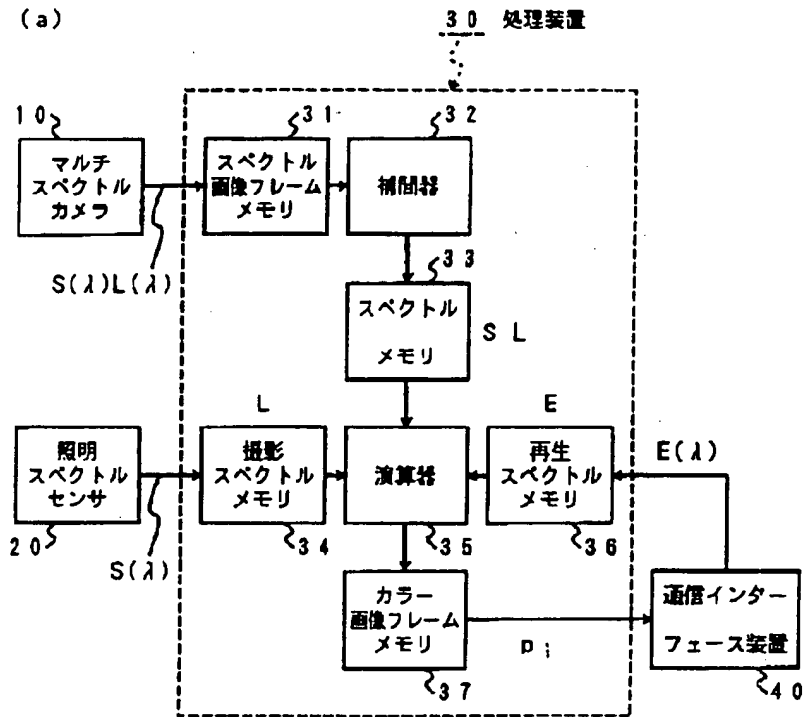 (a)
30 処理装置
10
31
32
マルチ
スペクトル
カメラ
スペクトル
画像フレーム
メモリ
補間器
S(λ)L(λ)
33
スペクトル
メモリ
SL
L
E
照明
スペクトル
センサ
撮影
スペクトル
メモリ
演算器
再生
スペクトル
メモリ
E(λ)
20
34
35
36
S(λ)
カラー
画像フレーム
メモリ
通信インター
フェース装置
Pi
37
40